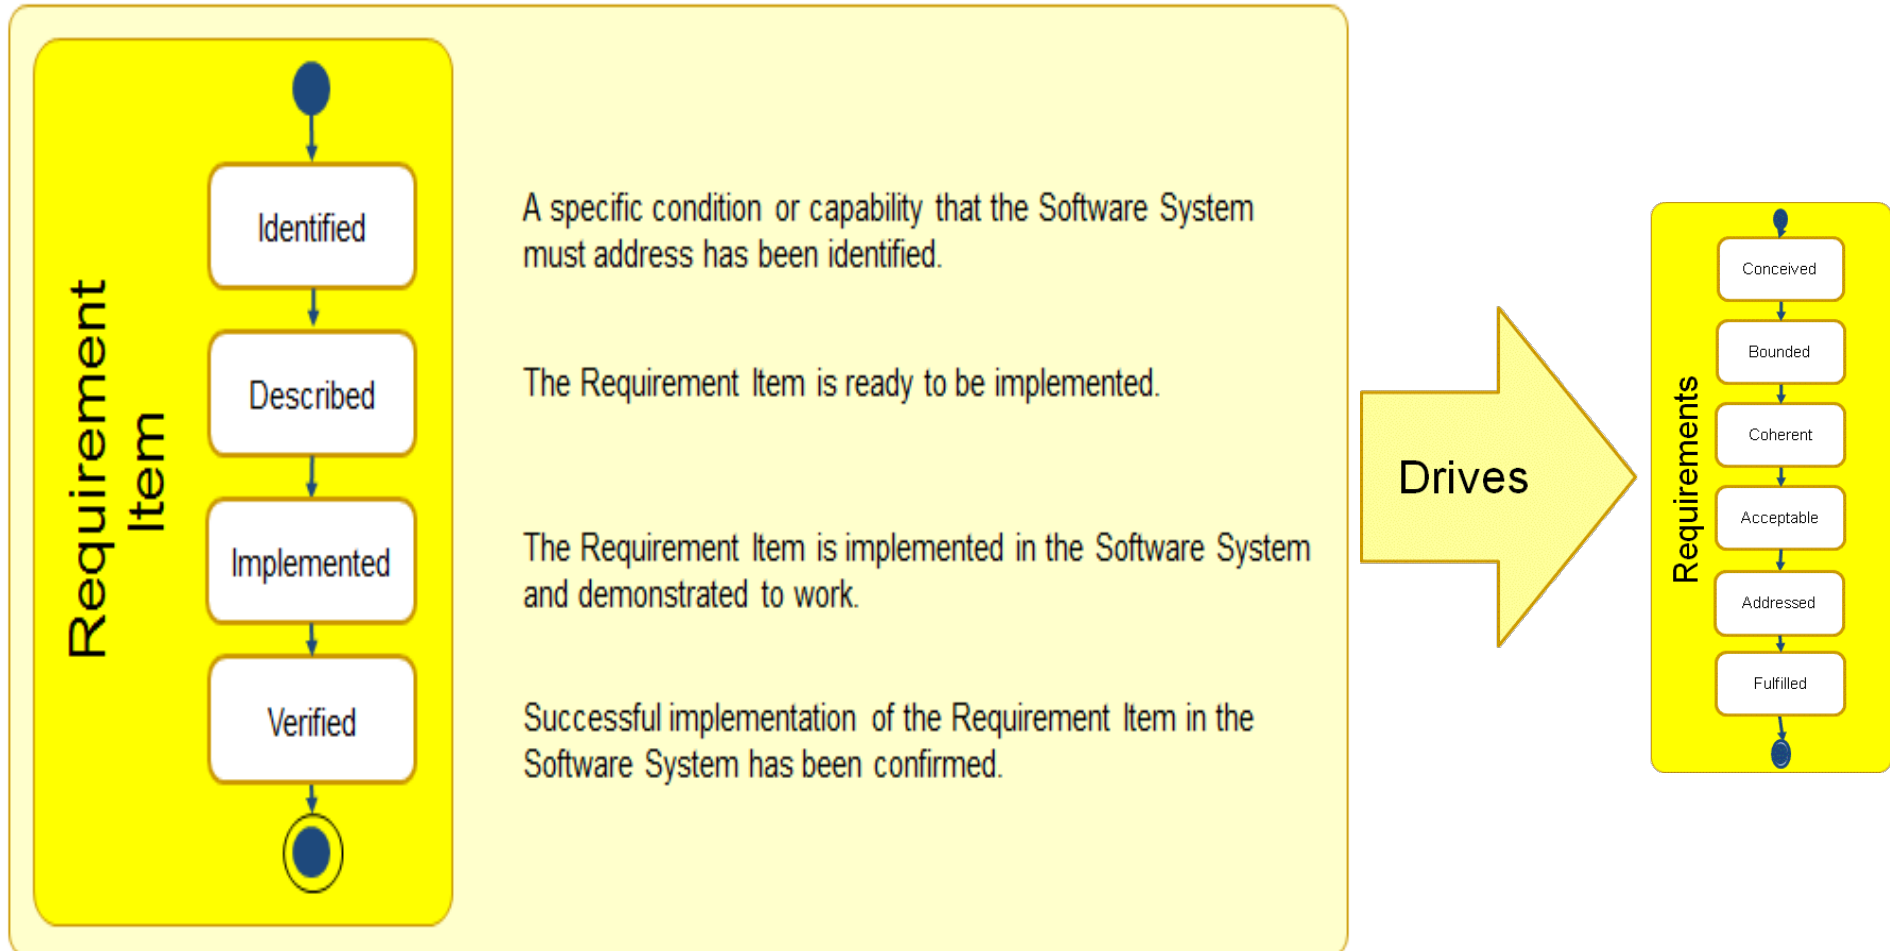 Requirement
Item
Identified
A specific condition or capability that the Software System
must address has been identified.
Described
The Requirement Item is ready to be implemented.
Implemented
The Requirement Item is implemented in the Software System
and demonstrated to work.
Verified
Successful implementation of the Requirement Item in the
Software System has been confirmed.
Drives
Requirements
Conceived
Bounded
Coherent
Acceptable
Addressed
Fulfilled